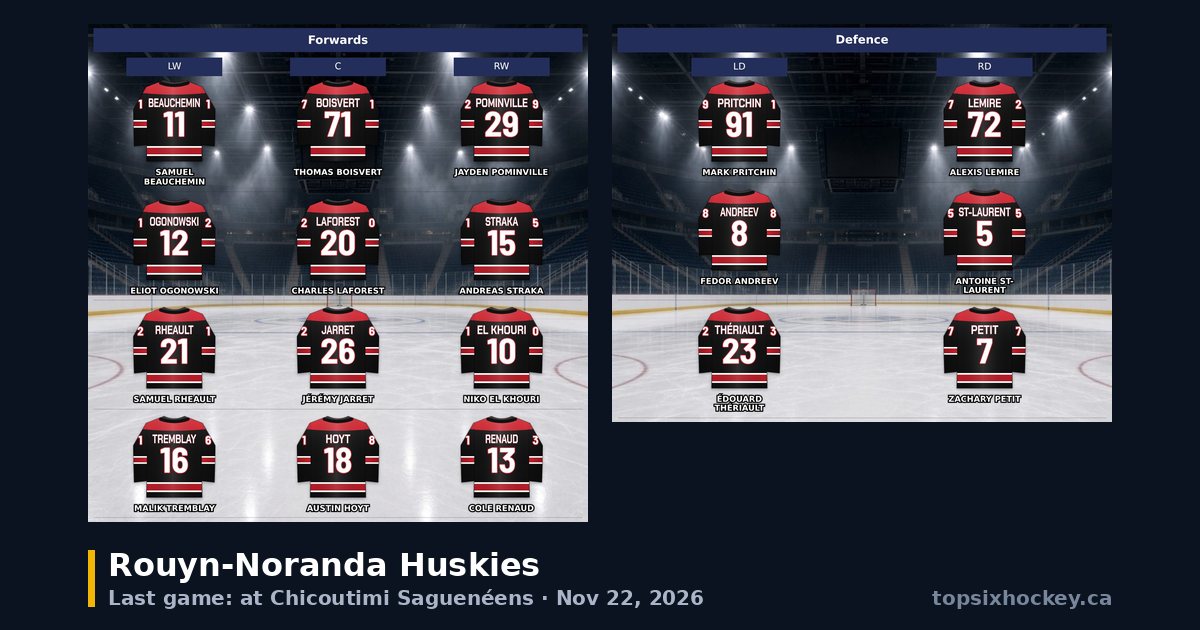 Forwards
LW C RW
1 BEAUCHEMIN 1
11
SAMUEL
BEAUCHEMIN
7 BOISVERT 1
71
THOMAS BOISVERT
2 POMINVILLE 9
29
JAYDEN POMINVILLE
1 OGONOWSKI 2
12
ELIOT OGONOWSKI
2 LAFOREST 0
20
CHARLES LAFOREST
1 STRAKA 5
15
ANDREAS STRAKA
2 RHEAULT 1
21
SAMUEL RHEAULT
2 JARRET 6
26
JÉRÉMY JARRET
1 EL KHOURI 0
10
NIKO EL KHOURI
1 TREMBLAY 6
16
MALIK TREMBLAY
1 HOYT 8
18
AUSTIN HOYT
1 RENAUD 3
13
COLE RENAUD
Defence
LD RD
9 PRITCHIN 1
91
MARK PRITCHIN
7 LEMIRE 2
72
ALEXIS LEMIRE
8 ANDREEV 8
8
FEDOR ANDREEV
5 ST-LAURENT 5
5
ANTOINE ST-
LAURENT
2 THÉRIAULT 3
23
ÉDOUARD
THÉRIAULT
7 PETIT 7
7
ZACHARY PETIT
Rouyn-Noranda Huskies
Last game: at Chicoutimi Saguenéens · Nov 22, 2026
topsixhockey.ca